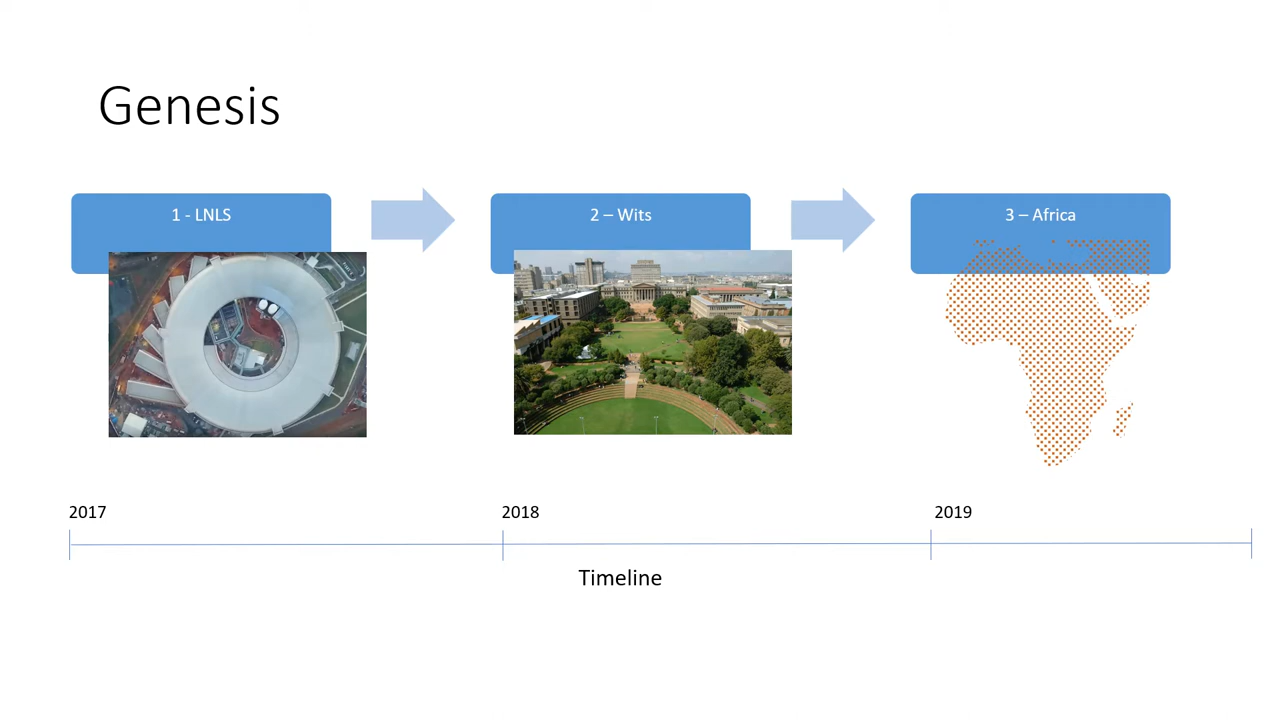 Genesis
1 - LNLS
2 – Wits
3 – Africa
2017
2018
2019
Timeline